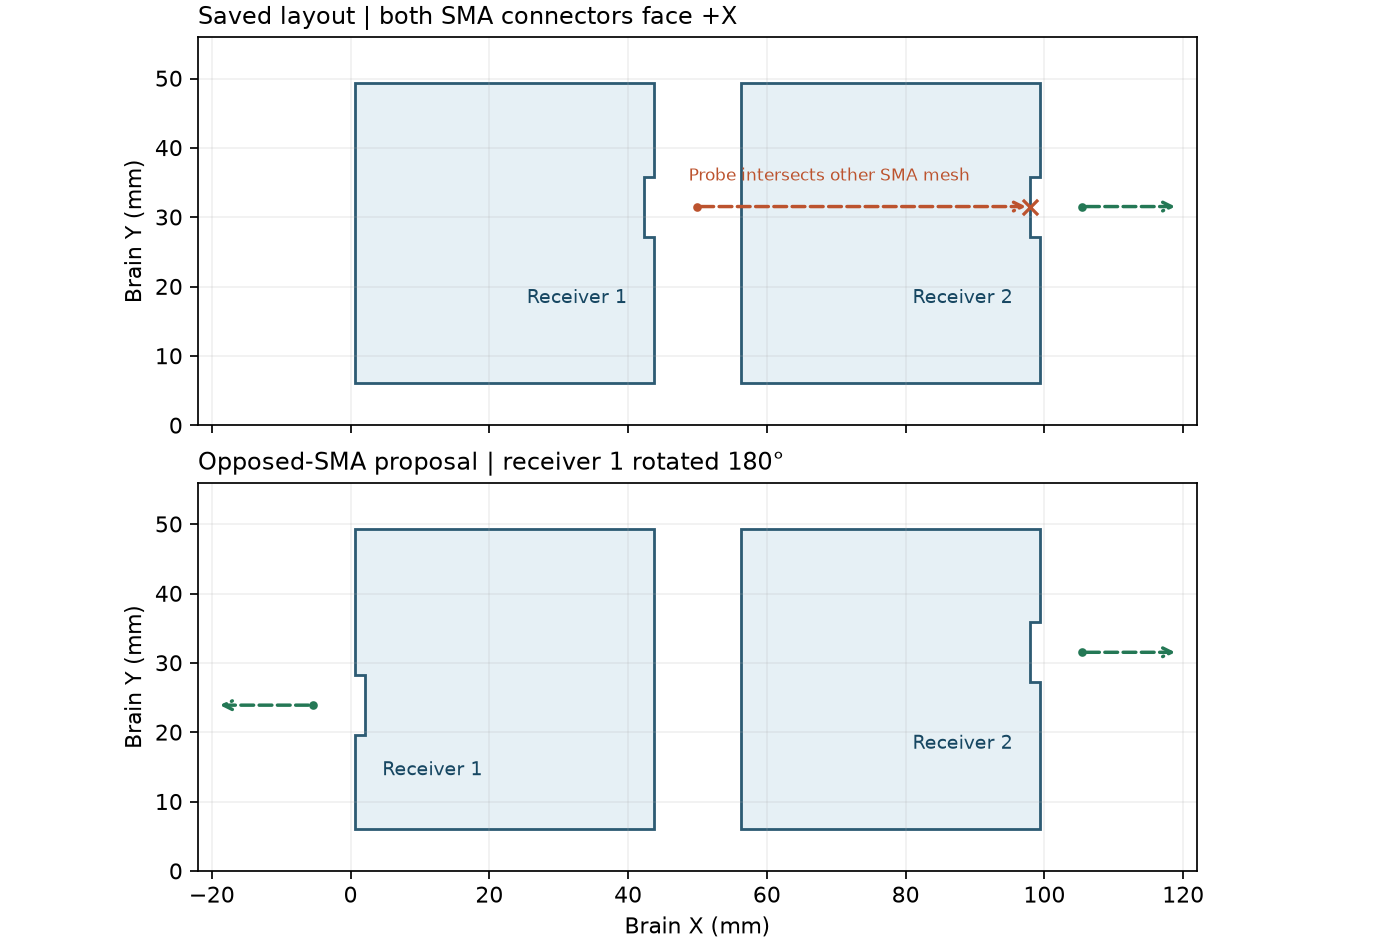 Saved layout | both SMA connectors face +X
50
40
30
20
10
0
Brain Y (mm)
Probe intersects other SMA mesh
Receiver 1
Receiver 2
Opposed-SMA proposal | receiver 1 rotated 180°
50
40
30
20
10
0
Brain Y (mm)
Receiver 2
Receiver 1
−20
0
20
40
60
80
100
120
Brain X (mm)